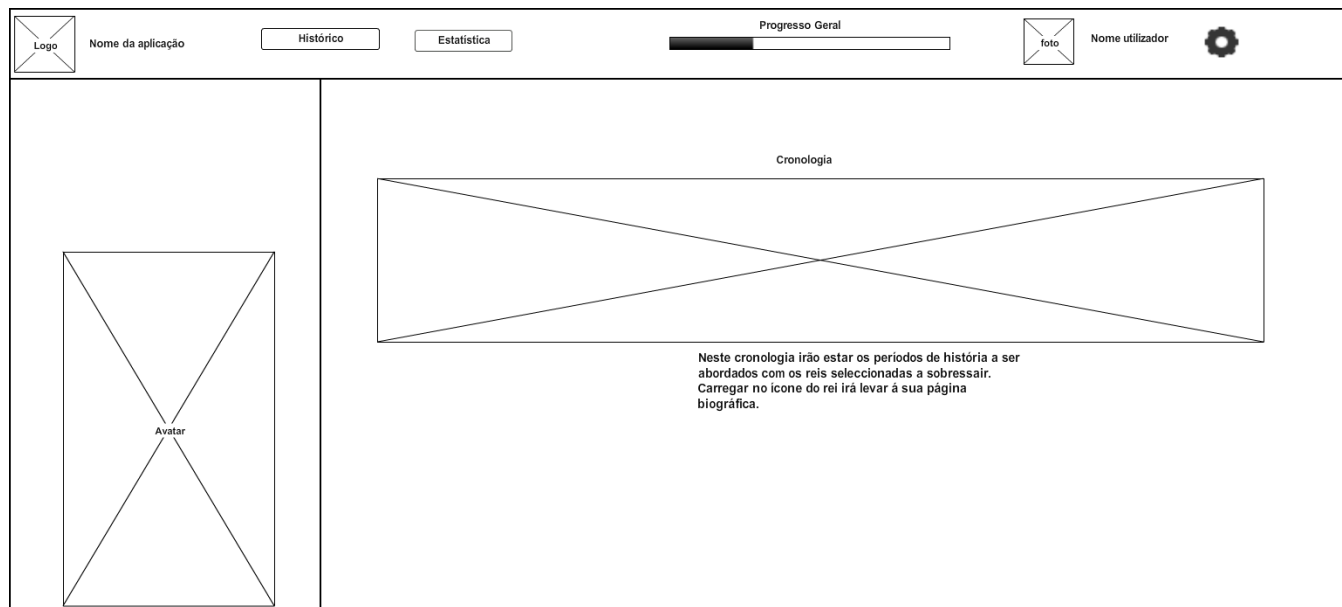 Logo
Nome da aplicação
Histórico
Estatística
Progresso Geral
foto
Nome utilizador
Cronologia
Neste cronologia irão estar os períodos de história a ser
abordados com os reis seleccionadas a sobressair.
Carregar no ícone do rei irá levar á sua página
biográfica.
Avatar